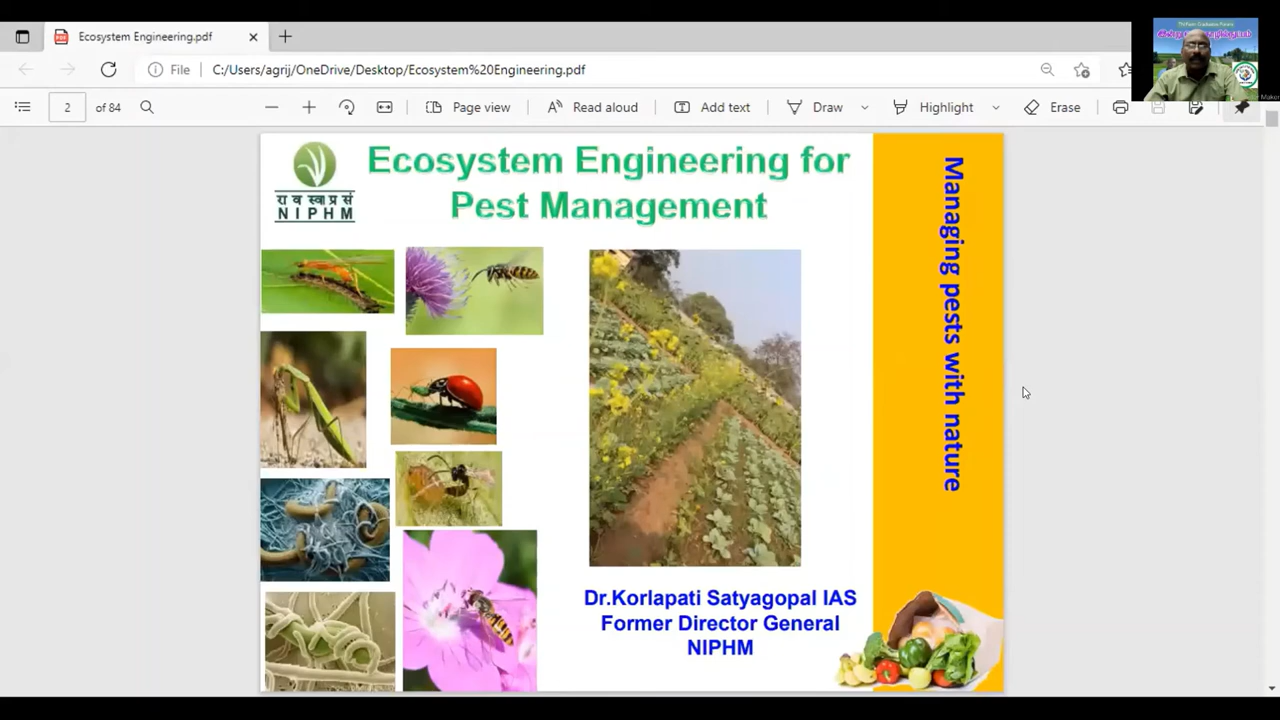 Ecosystem Engineering.pdf
File
C:/Users/agrij/OneDrive/Desktop/Ecosystem%20Engineering.pdf
2
of 84
Page view
Read aloud
Add text
Draw
Highlight
Erase
रा व स्वा प्र सं
NIPHM
Ecosystem Engineering for
Pest Management
Managing pests with nature
Dr.Korlapati Satyagopal IAS
Former Director General
NIPHM